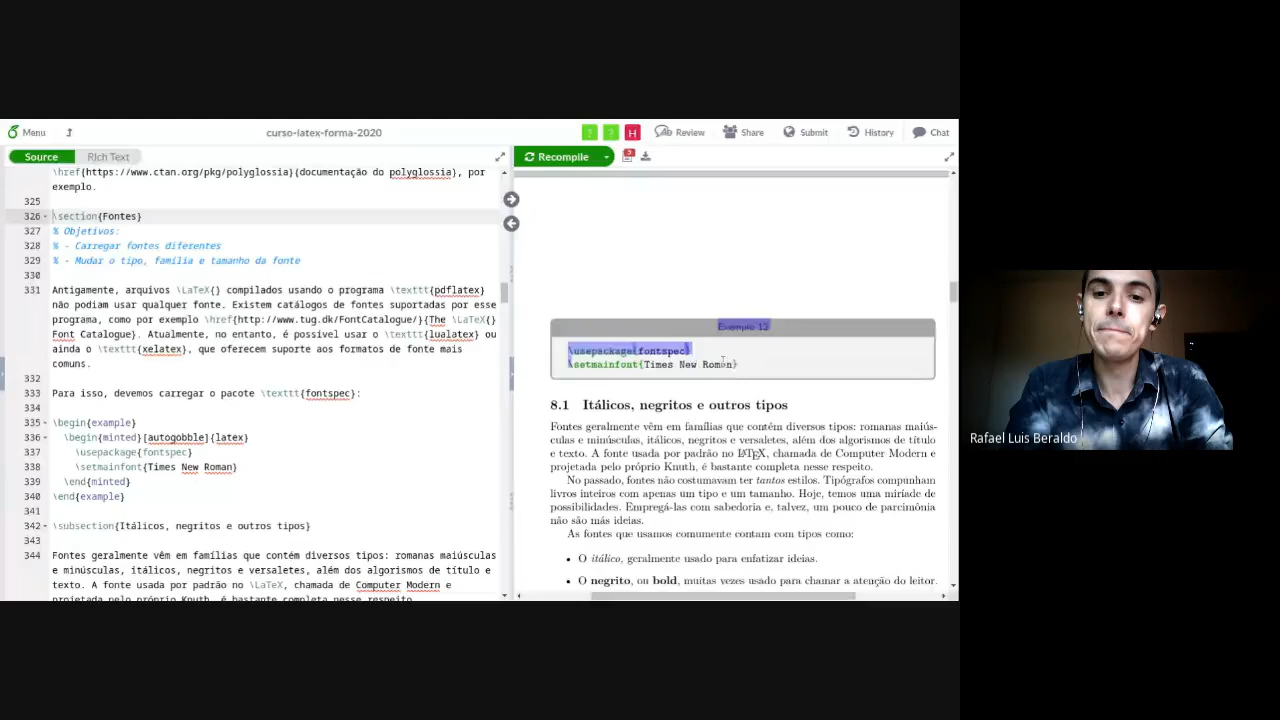 Menu
curso-latex-forma-2020
? ? H Review Share Submit History Chat
Source Rich Text
Recompile
\href{https://www.ctan.org/pkg/polyglossia}{documentação do polyglossia}, por
exemplo.
325
326 \section{Fontes}
327 % Objetivos:
328 % - Carregar fontes diferentes
329 % - Mudar o tipo, família e tamanho da fonte
330
331 Antigamente, arquivos \LaTeX{} compilados usando o programa \texttt{pdflatex}
não podiam usar qualquer fonte. Existem catálogos de fontes suportadas por esse
programa, como por exemplo \href{http://www.tug.dk/FontCatalogue/}{The \LaTeX{}
Font Catalogue}. Atualmente, no entanto, é possível usar o \texttt{lualatex} ou
ainda o \texttt{xelatex}, que oferecem suporte aos formatos de fonte mais
comuns.
332
333 Para isso, devemos carregar o pacote \texttt{fontspec}:
334
335 \begin{example}
336 \begin{minted}[autogobble]{latex}
337 \usepackage{fontspec}
338 \setmainfont{Times New Roman}
339 \end{minted}
340 \end{example}
341
342 \subsection{Itálicos, negritos e outros tipos}
343
344 Fontes geralmente vêm em famílias que contém diversos tipos: romanas maiúsculas
e minúsculas, itálicos, negritos e versaletes, além dos algorismos de título e
texto. A fonte usada por padrão no \LaTeX, chamada de Computer Modern e
projetada pelo próprio Knuth, é bastante completa nesse respeito.
Exemplo 13
\usepackage{fontspec}
\setmainfont{Times New Roman}
8.1 Itálicos, negritos e outros tipos
Fontes geralmente vêm em famílias que contém diversos tipos: romanas maiús-
culas e minúsculas, itálicos, negritos e versaletes, além dos algorismos de título
e texto. A fonte usada por padrão no LATEX, chamada de Computer Modern e
projetada pelo próprio Knuth, é bastante completa nesse respeito.
No passado, fontes não costumavam ter tantos estilos. Tipógrafos compunham
livros inteiros com apenas um tipo e um tamanho. Hoje, temos uma miríade de
possibilidades. Empregá-las com sabedoria e, talvez, um pouco de parcimônia
não são más ideias.
As fontes que usamos comumente contam com tipos como:
• O itálico, geralmente usado para enfatizar ideias.
• O negrito, ou bold, muitas vezes usado para chamar a atenção do leitor.
Rafael Luis Beraldo